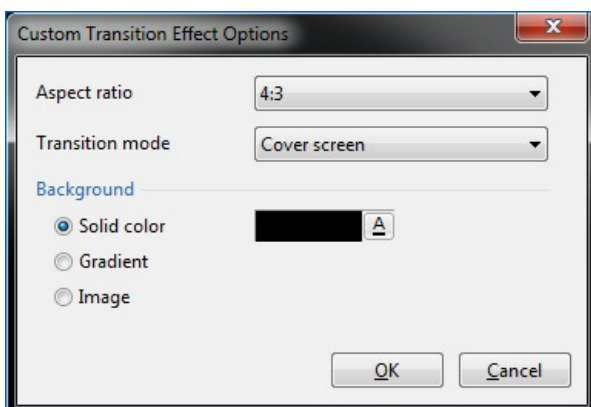 Custom Transition Effect Options
Aspect ratio 4:3
Transition mode Cover screen
Background
Solid color A
Gradient
Image
OK Cancel